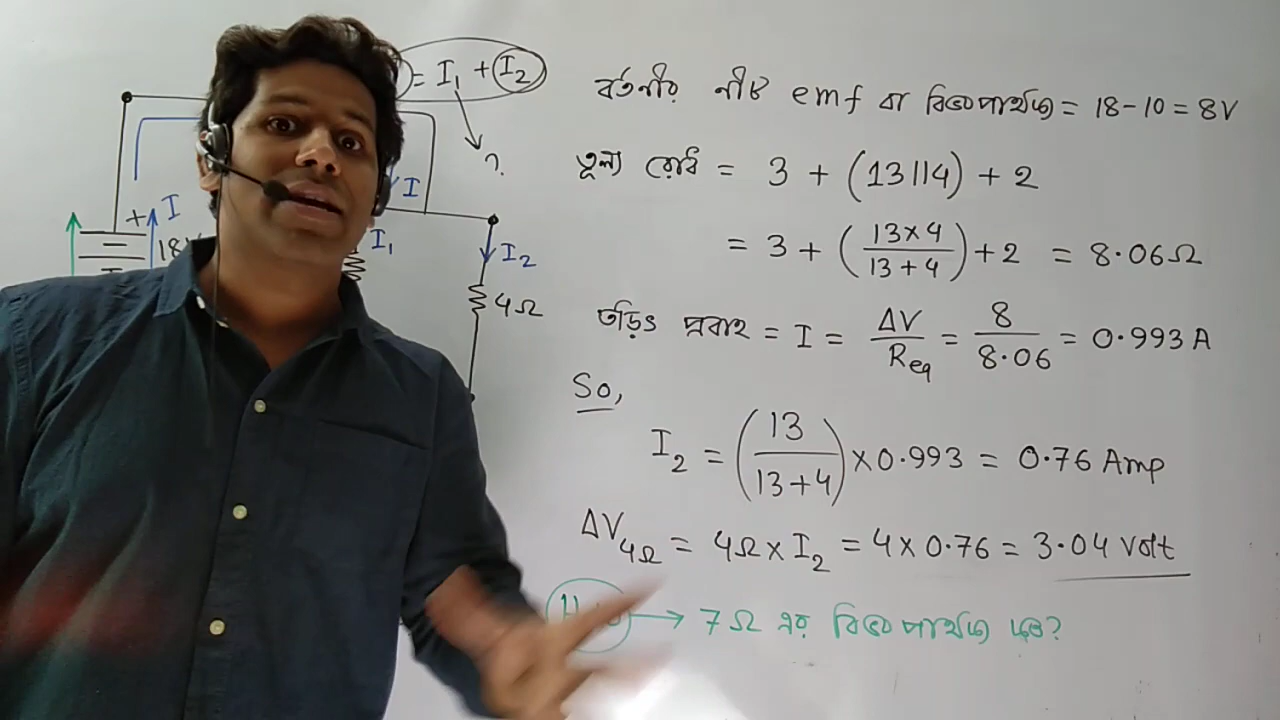 = I₁ + I₂
?
I
I
+
18V
I₁
I₂
4Ω
বর্তনীর নীট emf বা বিভবপার্থক্য = 18 - 10 = 8V
তুল্য রোধ = 3 + (13||4) + 2
= 3 + (13×4 / 13+4) + 2 = 8.06Ω
তড়িৎ প্রবাহ = I = ΔV / Req = 8 / 8.06 = 0.993 A
So,
I₂ = (13 / 13+4) × 0.993 = 0.76 Amp
ΔV₄Ω = 4Ω × I₂ = 4 × 0.76 = 3.04 Volt
→ 7Ω এর বিভবপার্থক্য